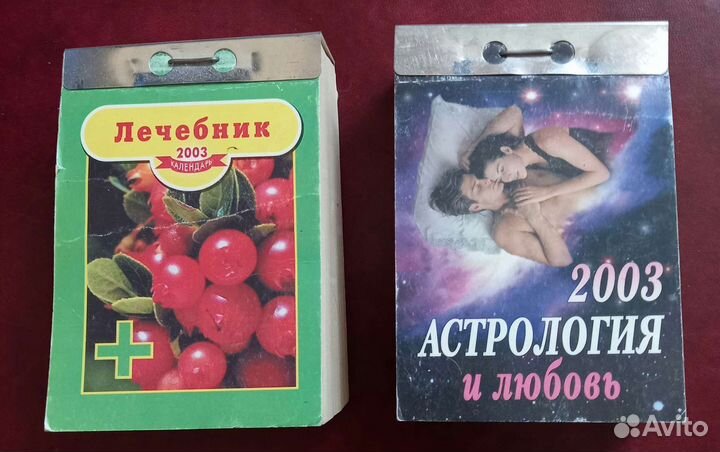 Лечебник
2003
КАЛЕНДАРЬ
2003
АСТРОЛОГИЯ
и любовь
Avito